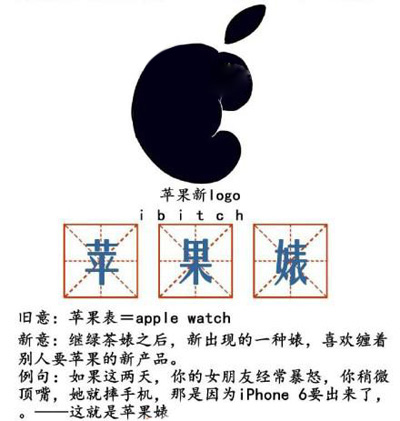 苹果新logo
ibitch
苹果婊
旧意：苹果表＝apple watch
新意：继绿茶婊之后，新出现的一种婊，喜欢缠着
别人要苹果的新产品。
例句：如果这两天，你的女朋友经常暴怒，你稍微
顶嘴，她就摔手机，那是因为iPhone 6要出来了，
。——这就是苹果婊